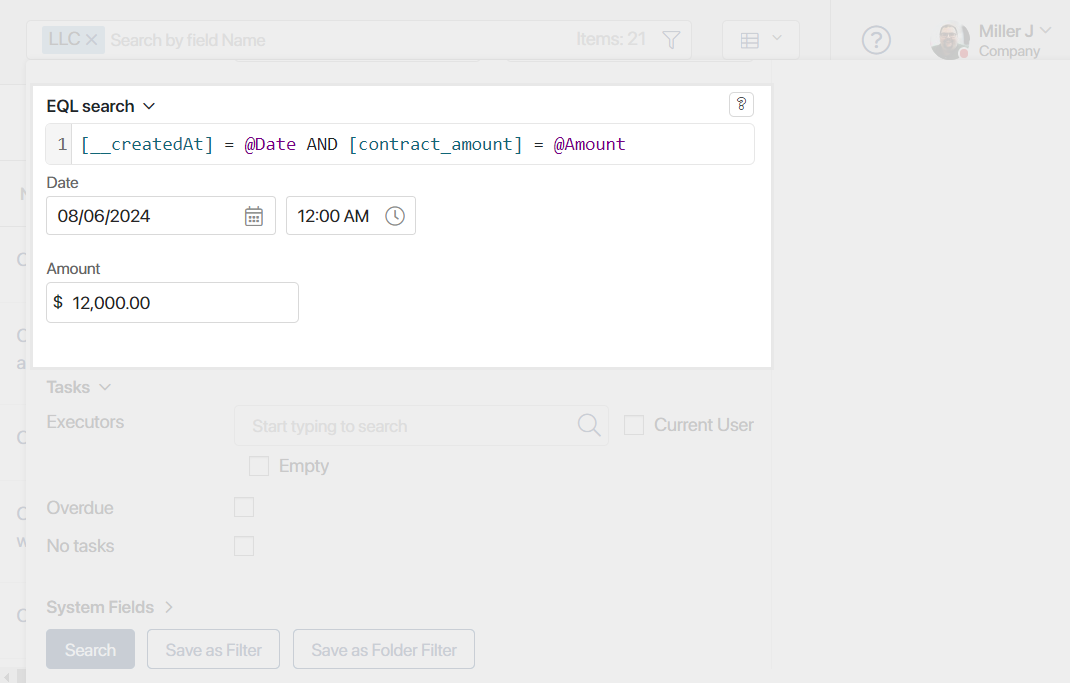 LLC Search by field Name Items: 21 Miller J
Company
EQL search
1 [__createdAt] = @Date AND [contract_amount] = @Amount
Date
08/06/2024 12:00 AM
Amount
$ 12,000.00
Tasks
Executors Start typing to search Current User
Empty
Overdue
No tasks
System Fields
Search Save as Filter Save as Folder Filter